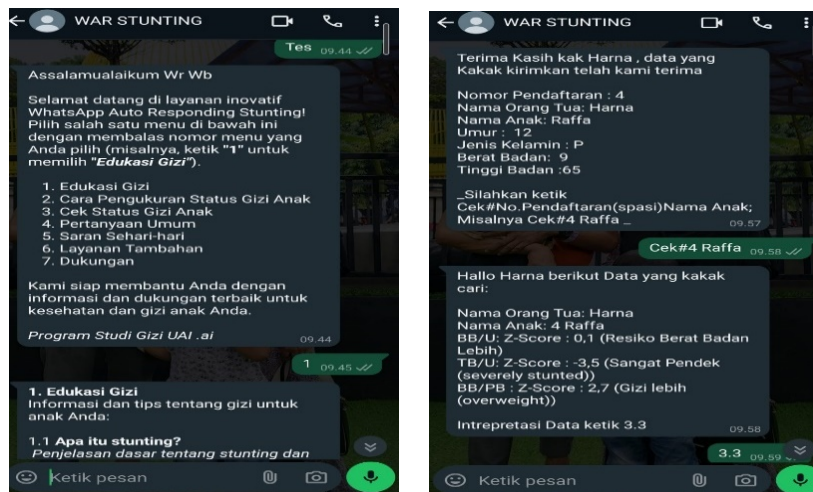 WAR STUNTING
Tes 09.44
Assalamualaikum Wr Wb
Selamat datang di layanan inovatif
WhatsApp Auto Responding Stunting!
Pilih salah satu menu di bawah ini
dengan membalas nomor menu yang
Anda pilih (misalnya, ketik "1" untuk
memilih "Edukasi Gizi").
1. Edukasi Gizi
2. Cara Pengukuran Status Gizi Anak
3. Cek Status Gizi Anak
4. Pertanyaan Umum
5. Saran Sehari-hari
6. Layanan Tambahan
7. Dukungan
Kami siap membantu Anda dengan
informasi dan dukungan terbaik untuk
kesehatan dan gizi anak Anda.
Program Studi Gizi UAI .ai 09.44
1 09.45
1. Edukasi Gizi
Informasi dan tips tentang gizi untuk
anak Anda:
1.1 Apa itu stunting?
Penjelasan dasar tentang stunting dan
Ketik pesan
WAR STUNTING
Terima Kasih kak Harna , data yang
Kakak kirimkan telah kami terima
Nomor Pendaftaran : 4
Nama Orang Tua: Harna
Nama Anak: Raffa
Umur : 12
Jenis Kelamin : P
Berat Badan: 9
Tinggi Badan :65
_Silahkan ketik
Cek#No.Pendaftaran(spasi)Nama Anak;
Misalnya Cek#4 Raffa _ 09.57
Cek#4 Raffa 09.58
Hallo Harna berikut Data yang kakak
cari:
Nama Orang Tua: Harna
Nama Anak: 4 Raffa
BB/U: Z-Score : 0,1 (Resiko Berat Badan
Lebih)
TB/U: Z-Score : -3,5 (Sangat Pendek
(severely stunted))
BB/PB : Z-Score : 2,7 (Gizi lebih
(overweight))
Intrepretasi Data ketik 3.3 09.58
3.3 09.59
Ketik pesan